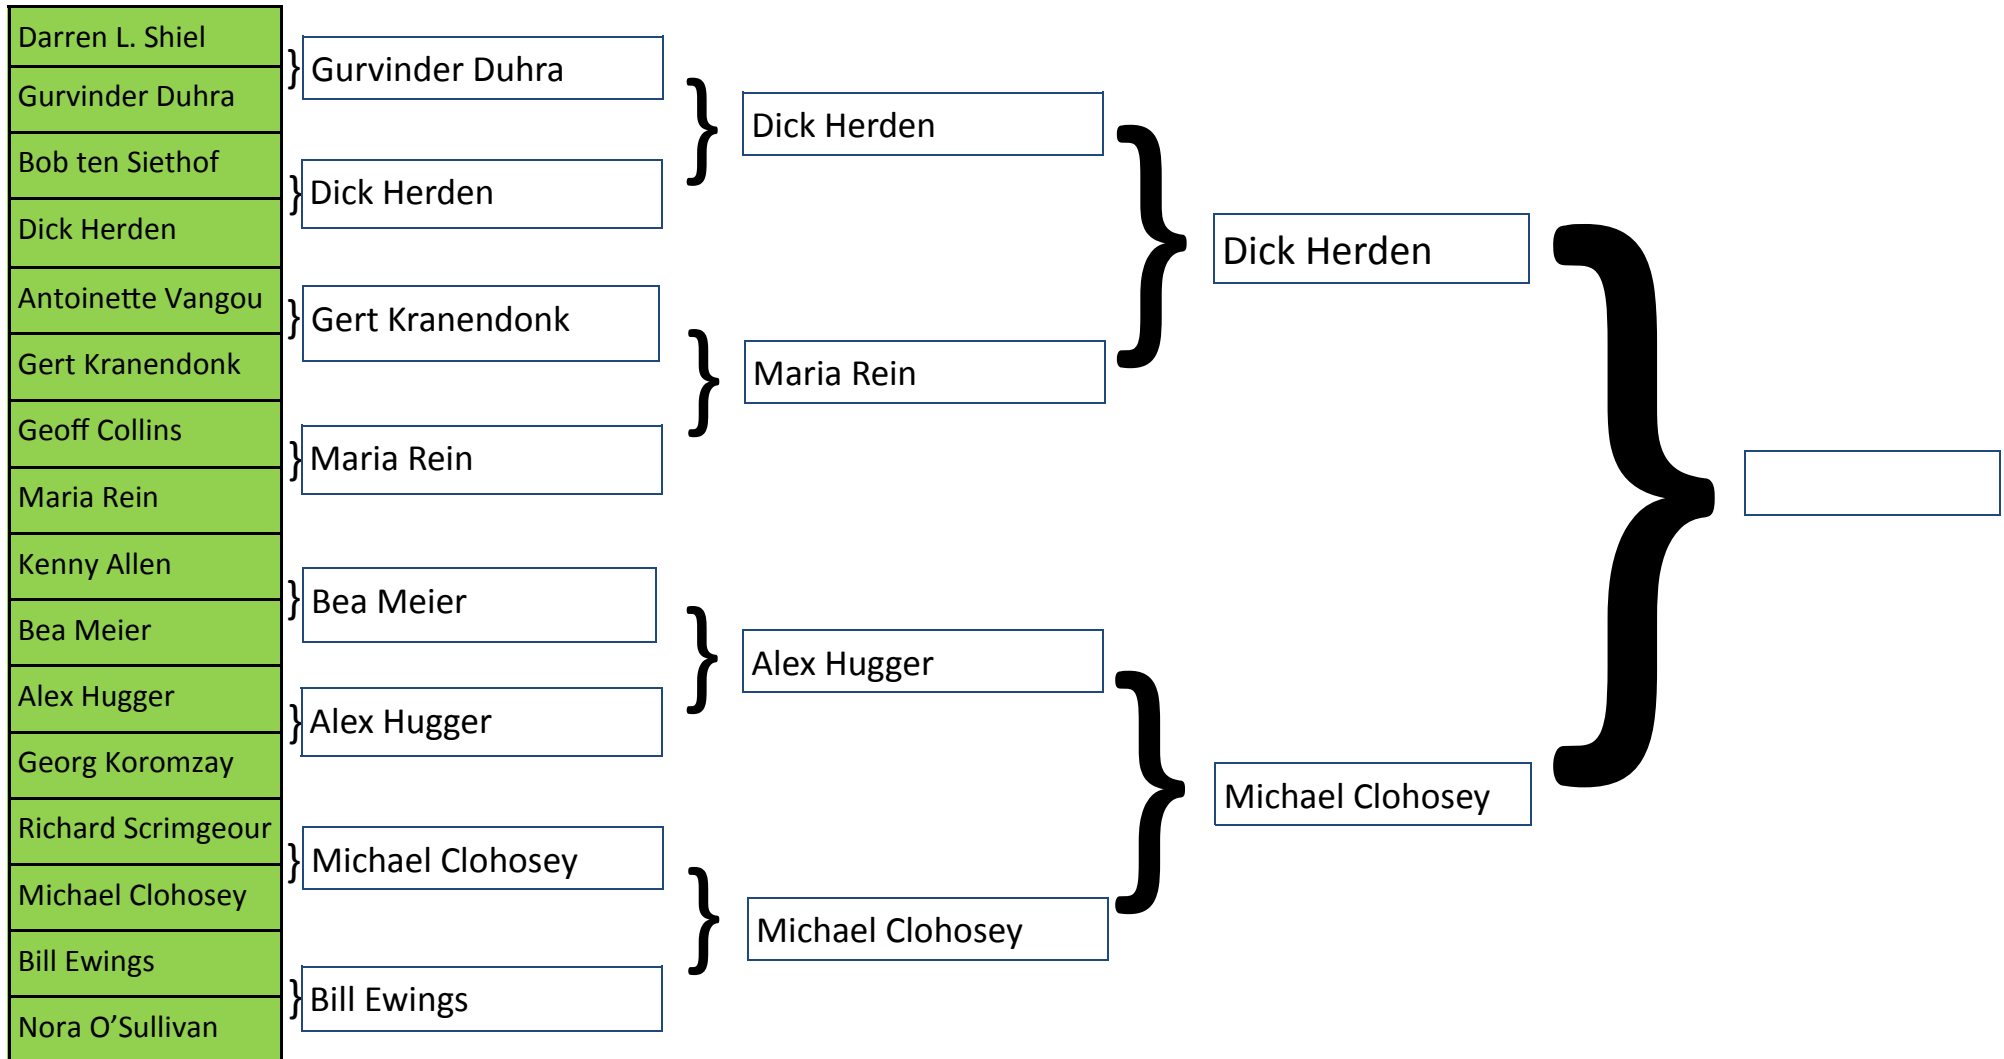 Darren L. Shiel
Gurvinder Duhra
Bob ten Siethof
Dick Herden
Antoinette Vangou
Gert Kranendonk
Geoff Collins
Maria Rein
Kenny Allen
Bea Meier
Alex Hugger
Georg Koromzay
Richard Scrimgeour
Michael Clohosey
Bill Ewings
Nora O’Sullivan
Gurvinder Duhra
Dick Herden
Gert Kranendonk
Maria Rein
Bea Meier
Alex Hugger
Michael Clohosey
Bill Ewings
Dick Herden
Maria Rein
Alex Hugger
Michael Clohosey
Dick Herden
Michael Clohosey